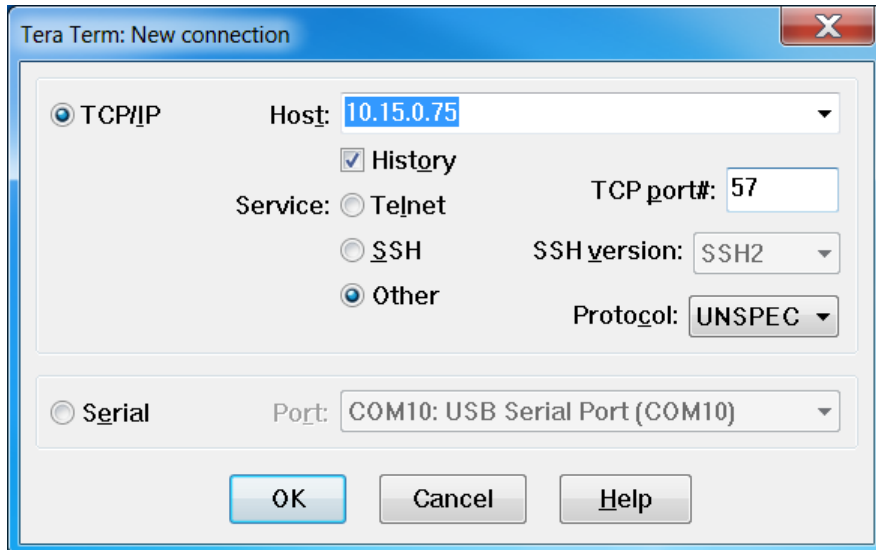 Tera Term: New connection
TCP/IP Host: 10.15.0.75
History
Service: Telnet TCP port#: 57
SSH SSH version: SSH2
Other Protocol: UNSPEC
Serial Port: COM10: USB Serial Port (COM10)
OK Cancel Help